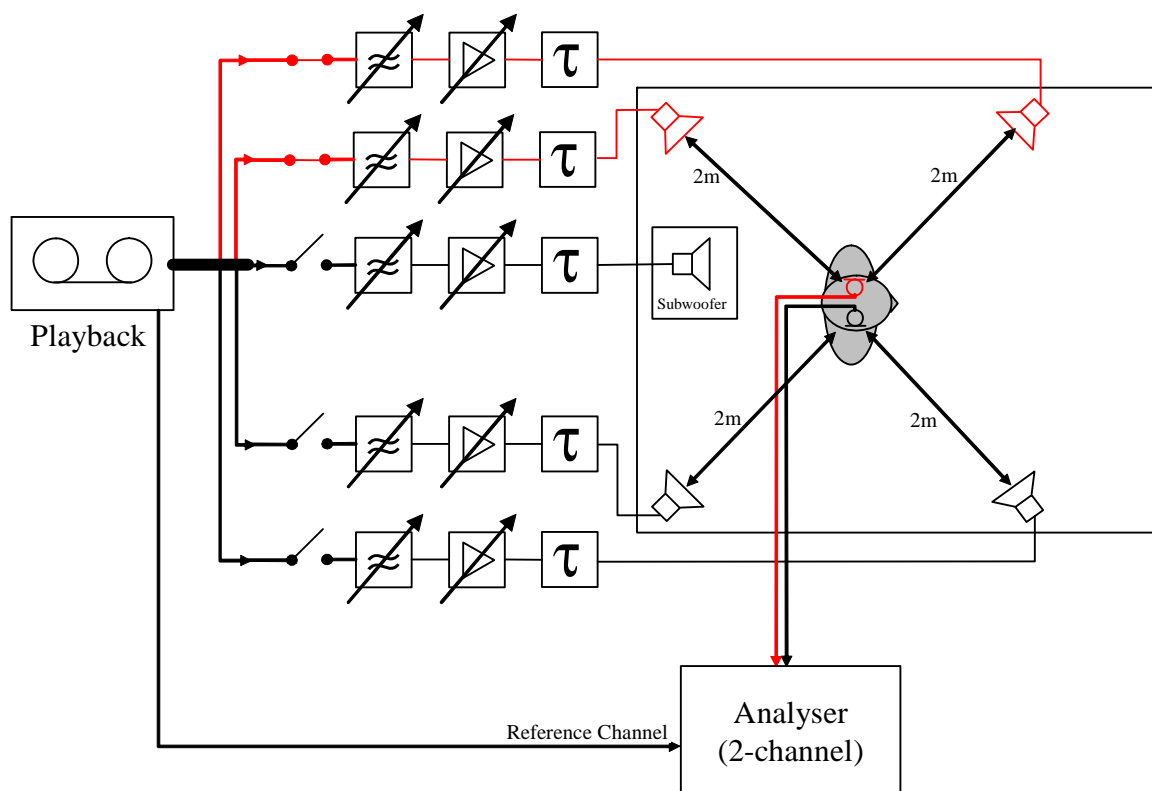 τ
τ
2m
2m
τ
Subwoofer
Playback
2m
2m
τ
τ
Reference Channel
Analyser
(2-channel)